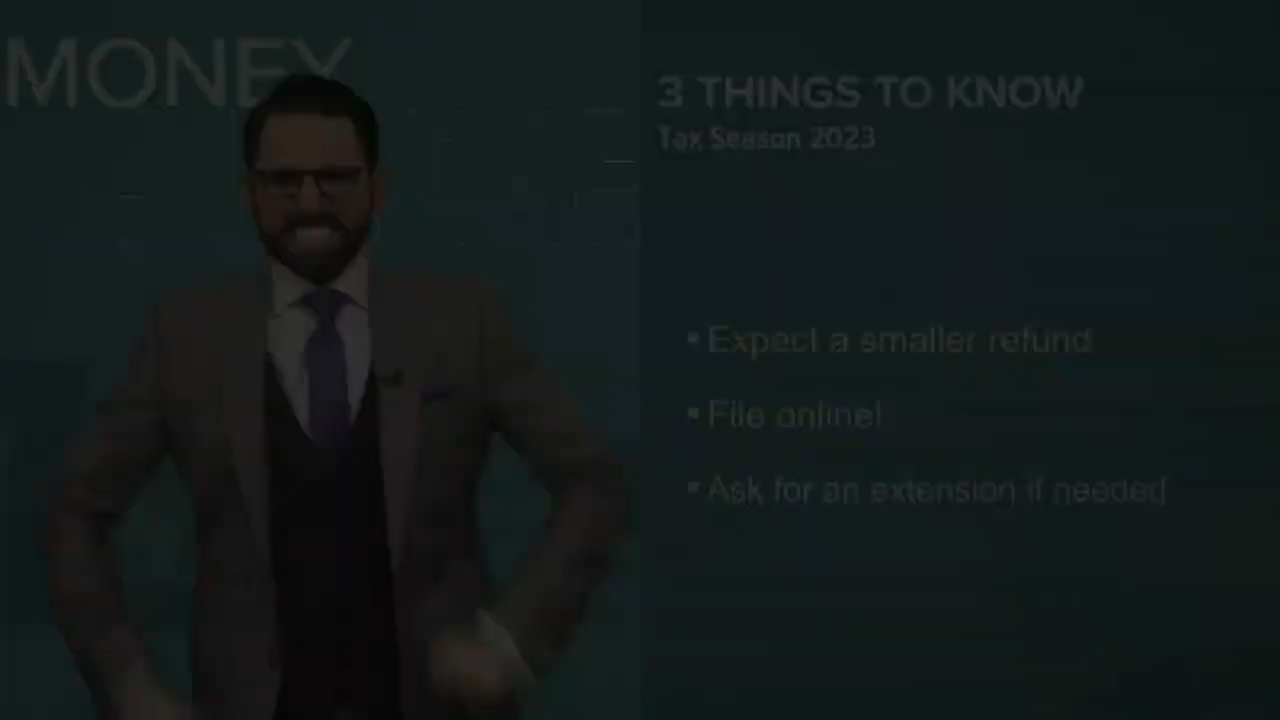 MONEY
3 THINGS TO KNOW
Tax Season 2023
▪ Expect a smaller refund
▪ File online!
▪ Ask for an extension if needed